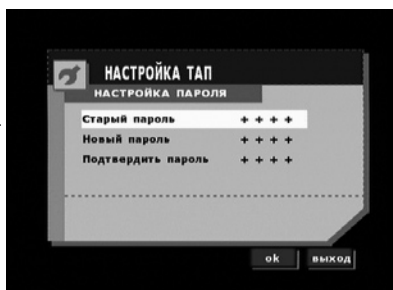 НАСТРОЙКА ТАП
НАСТРОЙКА ПАРОЛЯ
Старый пароль + + + +
Новый пароль + + + +
Подтвердить пароль + + + +
ok выход